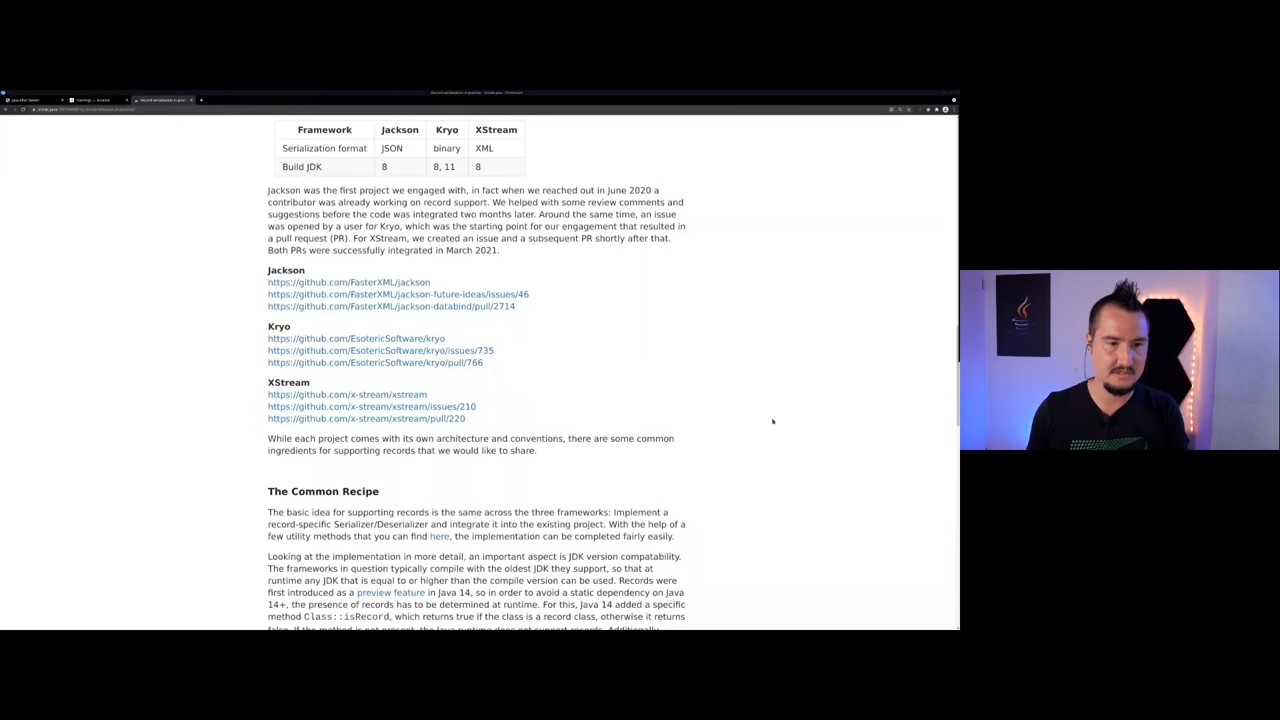 Framework Jackson Kryo XStream
Serialization format JSON binary XML
Build JDK 8 8, 11 8
Jackson was the first project we engaged with, in fact when we reached out in June 2020 a
contributor was already working on record support. We helped with some review comments and
suggestions before the code was integrated two months later. Around the same time, an issue
was opened by a user for Kryo, which was the starting point for our engagement that resulted in
a pull request (PR). For XStream, we created an issue and a subsequent PR shortly after that.
Both PRs were successfully integrated in March 2021.
Jackson
https://github.com/FasterXML/jackson
https://github.com/FasterXML/jackson-future-ideas/issues/46
https://github.com/FasterXML/jackson-databind/pull/2714
Kryo
https://github.com/EsotericSoftware/kryo
https://github.com/EsotericSoftware/kryo/issues/735
https://github.com/EsotericSoftware/kryo/pull/766
XStream
https://github.com/x-stream/xstream
https://github.com/x-stream/xstream/issues/210
https://github.com/x-stream/xstream/pull/220
While each project comes with its own architecture and conventions, there are some common
ingredients for supporting records that we would like to share.
The Common Recipe
The basic idea for supporting records is the same across the three frameworks: Implement a
record-specific Serializer/Deserializer and integrate it into the existing project. With the help of a
few utility methods that you can find here, the implementation can be completed fairly easily.
Looking at the implementation in more detail, an important aspect is JDK version compatability.
The frameworks in question typically compile with the oldest JDK they support, so that at
runtime any JDK that is equal to or higher than the compile version can be used. Records were
first introduced as a preview feature in Java 14, so in order to avoid a static dependency on Java
14+, the presence of records has to be determined at runtime. For this, Java 14 added a specific
method Class::isRecord, which returns true if the class is a record class, otherwise it returns
false. If the method is not present, the Java runtime does not support records. Additionally,